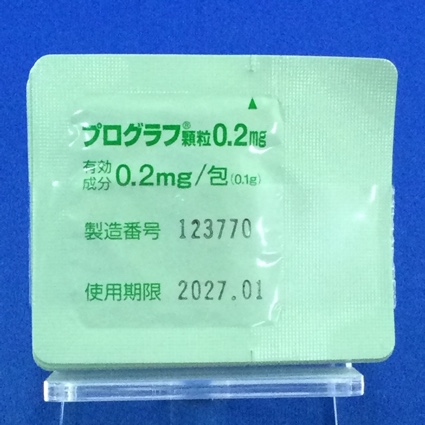 プログラフ®顆粒0.2mg
有効成分 0.2mg/包(0.1g)
製造番号 123770
使用期限 2027.01